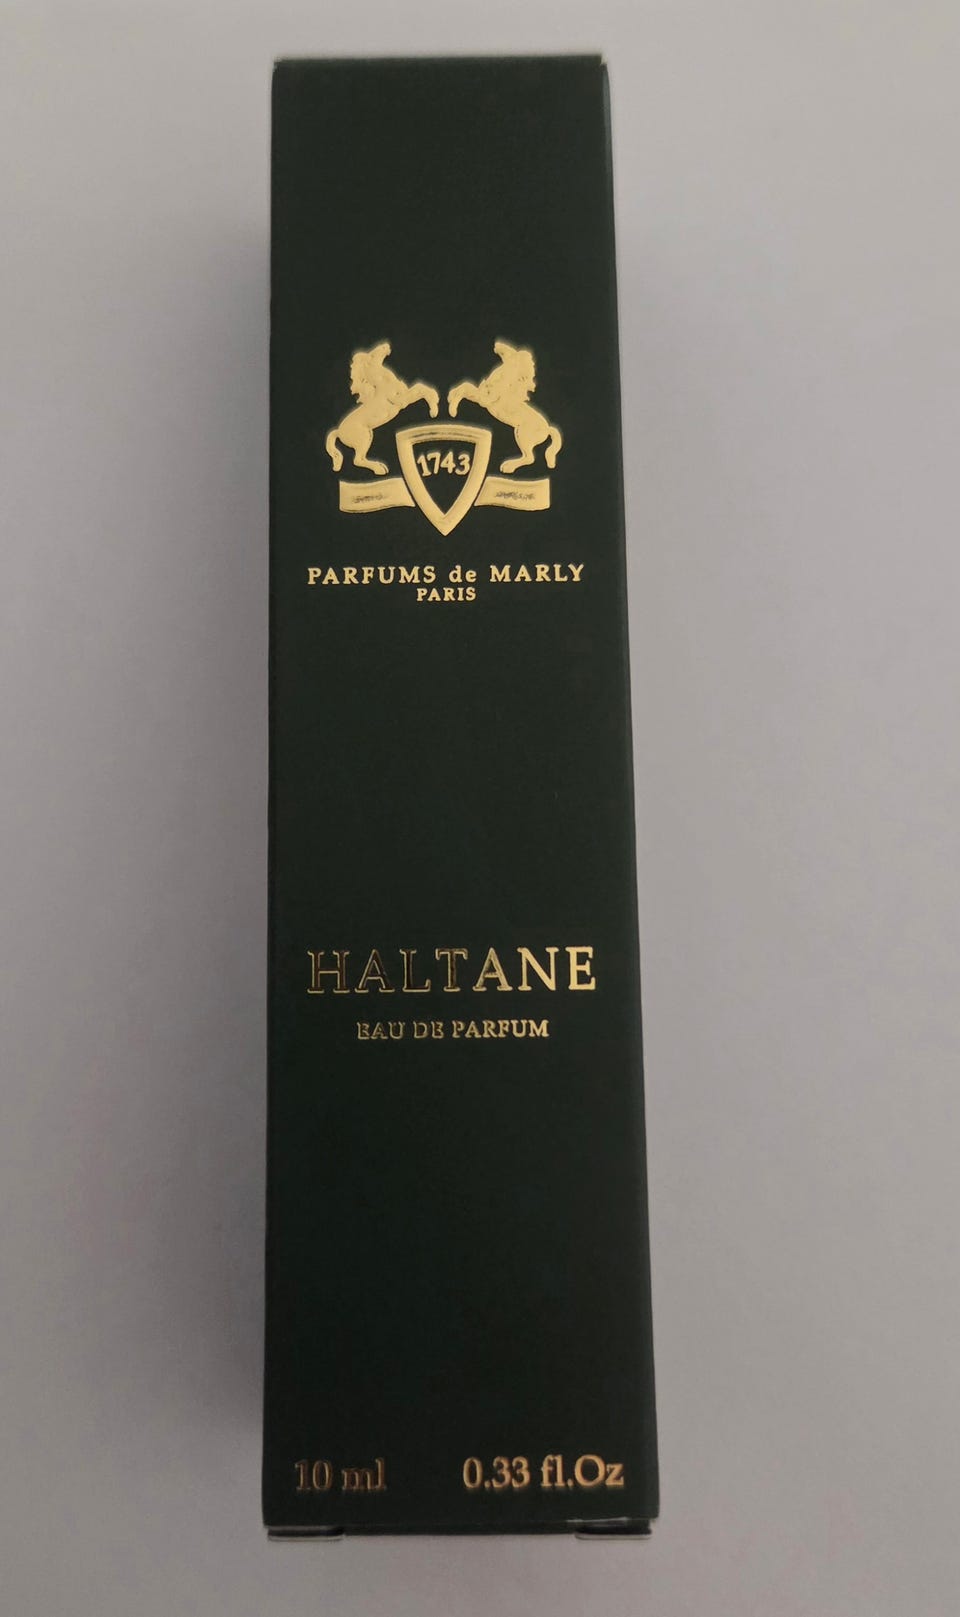 1743
PARFUMS de MARLY
PARIS
HALTANE
EAU DE PARFUM
10 ml 0.33 fl.Oz